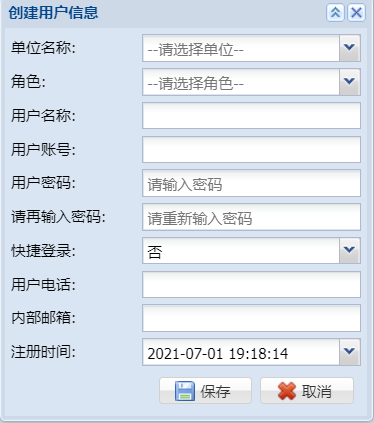 创建用户信息
单位名称: --请选择单位--
角色: --请选择角色--
用户名称:
用户账号:
用户密码: 请输入密码
请再输入密码: 请重新输入密码
快捷登录: 否
用户电话:
内部邮箱:
注册时间: 2021-07-01 19:18:14
保存 取消